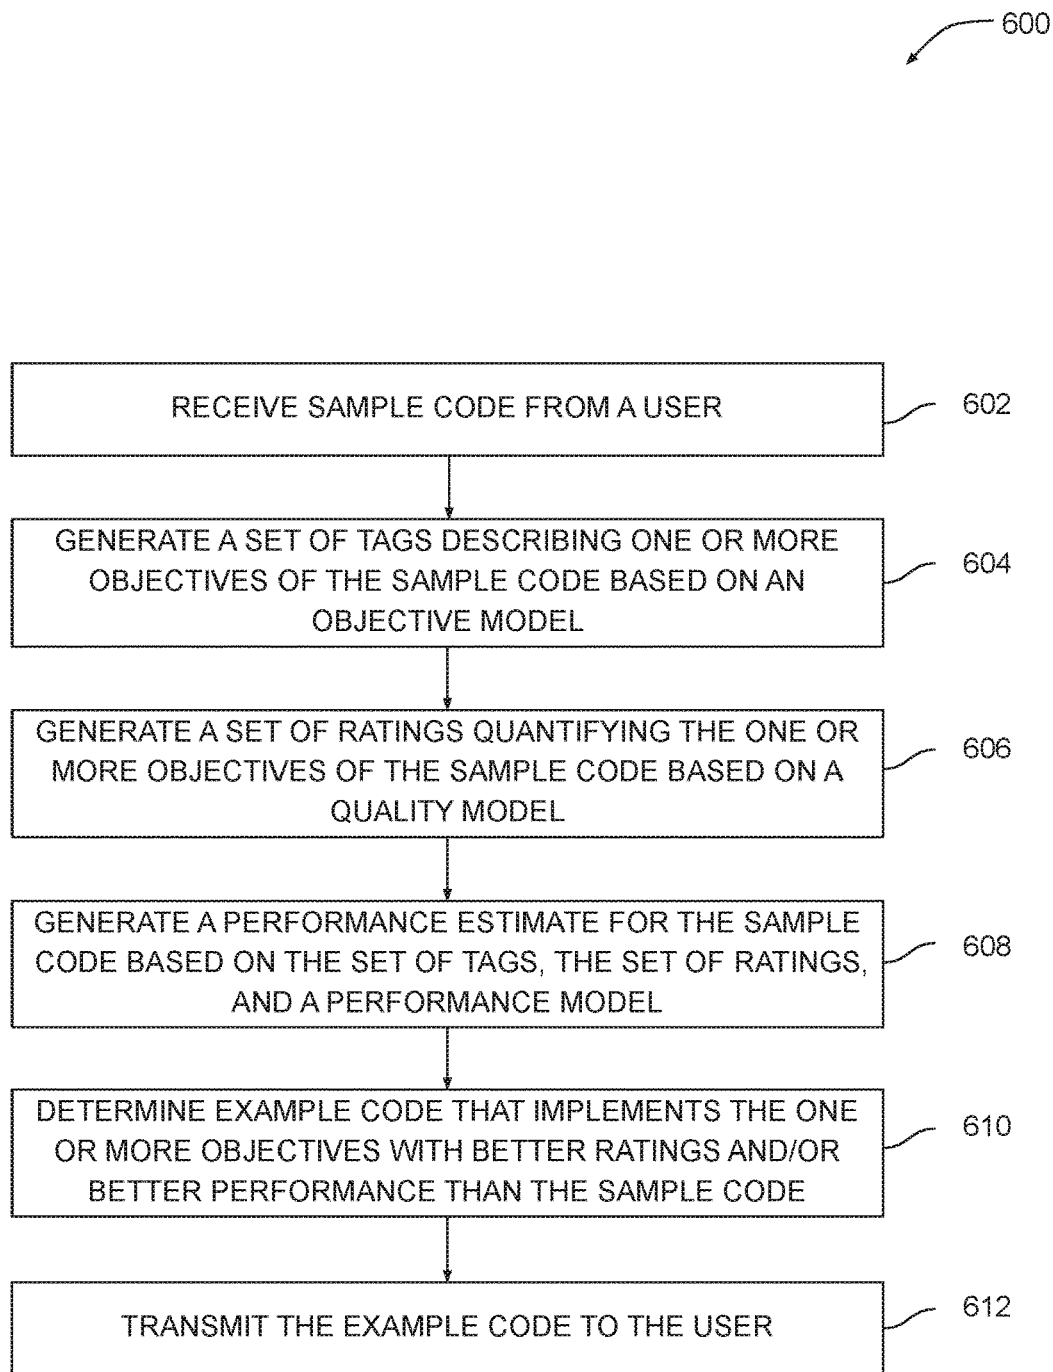 600
RECEIVE SAMPLE CODE FROM A USER
602
GENERATE A SET OF TAGS DESCRIBING ONE OR MORE
OBJECTIVES OF THE SAMPLE CODE BASED ON AN
OBJECTIVE MODEL
604
GENERATE A SET OF RATINGS QUANTIFYING THE ONE OR
MORE OBJECTIVES OF THE SAMPLE CODE BASED ON A
QUALITY MODEL
606
GENERATE A PERFORMANCE ESTIMATE FOR THE SAMPLE
CODE BASED ON THE SET OF TAGS, THE SET OF RATINGS,
AND A PERFORMANCE MODEL
608
DETERMINE EXAMPLE CODE THAT IMPLEMENTS THE ONE
OR MORE OBJECTIVES WITH BETTER RATINGS AND/OR
BETTER PERFORMANCE THAN THE SAMPLE CODE
610
TRANSMIT THE EXAMPLE CODE TO THE USER
612